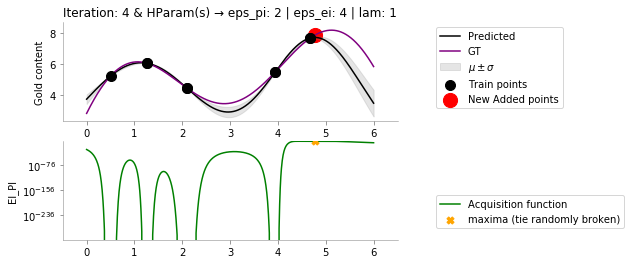 Iteration: 4 & HParam(s) → eps_pi: 2 | eps_ei: 4 | lam: 1
Gold content
8
6
4
0 1 2 3 4 5 6
Predicted
GT
μ ± σ
Train points
New Added points
EI_PI
10⁻⁷⁶
10⁻¹⁵⁶
10⁻²³⁶
0 1 2 3 4 5 6
Acquisition function
maxima (tie randomly broken)